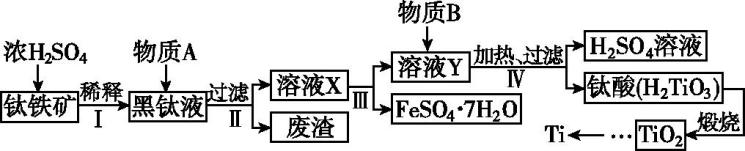 浓H₂SO₄ 物质A 物质B
钛铁矿 稀释 Ⅰ 黑钛液 过滤 Ⅱ 溶液X 废渣 Ⅲ 溶液Y FeSO₄·7H₂O 加热、过滤 Ⅳ H₂SO₄溶液 钛酸(H₂TiO₃)
Ti … TiO₂ 煅烧